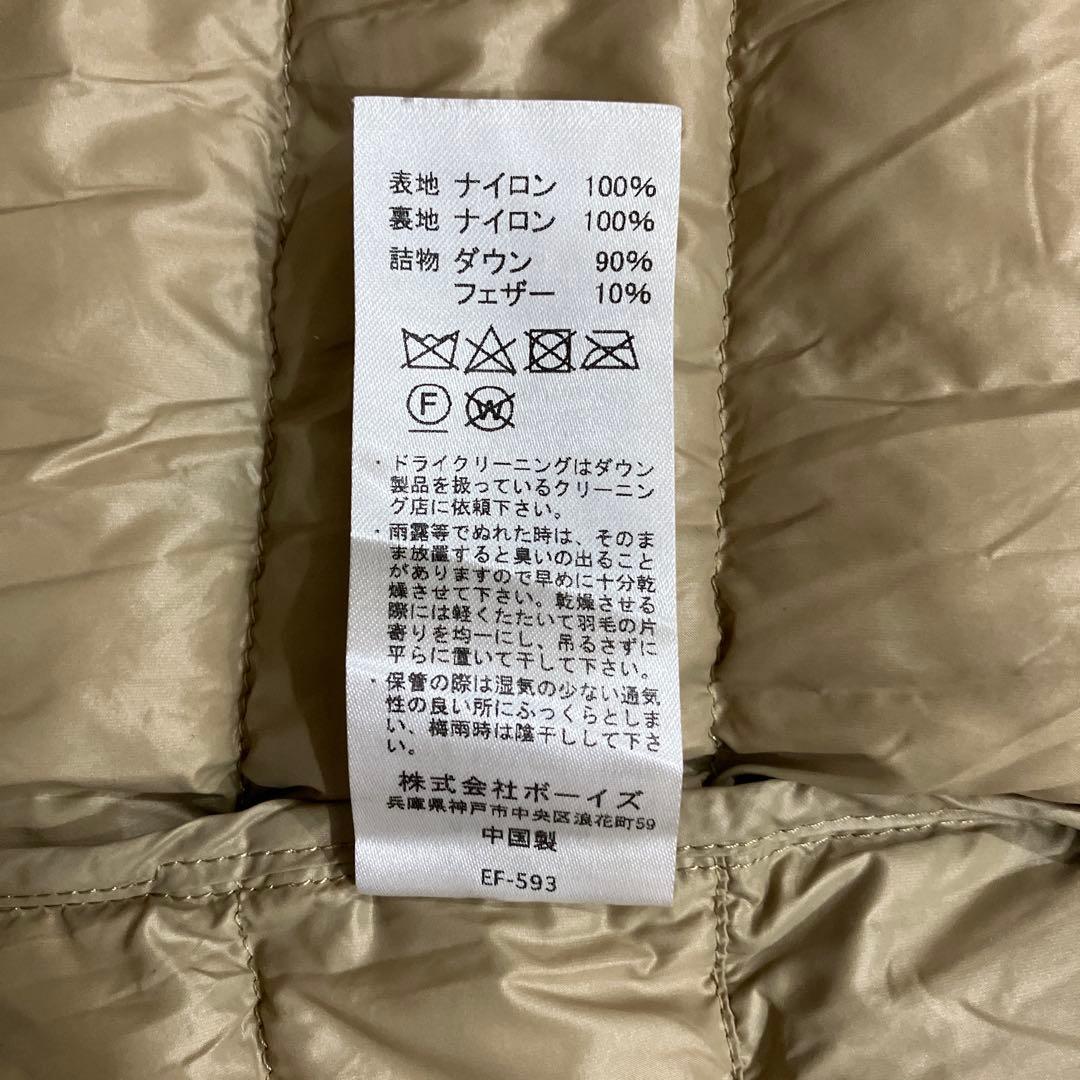 表地 ナイロン 100%
裏地 ナイロン 100%
詰物 ダウン 90%
フェザー 10%
F W
・ドライクリーニングはダウン
製品を扱っているクリーニン
グ店に依頼下さい。
・雨露等でぬれた時は、そのま
ま放置すると臭いの出ること
がありますので早めに十分乾
燥させて下さい。乾燥させる
際には軽くたたいて羽毛の片
寄りを均一にし、吊るさずに
平らに置いて干して下さい。
・保管の際は湿気の少ない通気
性の良い所にふっくらとしま
い、梅雨時は陰干しして下さ
い。
株式会社ボーイズ
兵庫県神戸市中央区浪花町59
中国製
EF-593